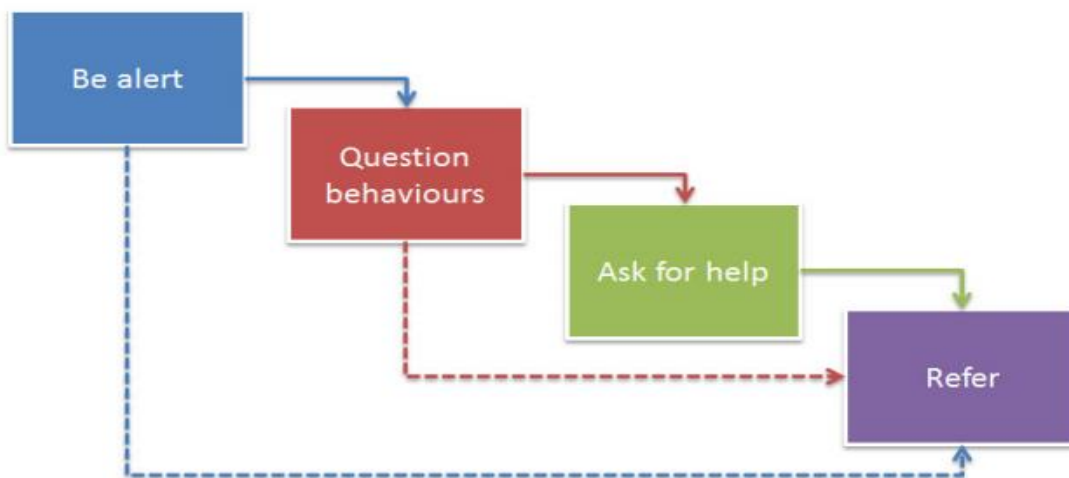 Be alert
Question
behaviours
Ask for help
Refer